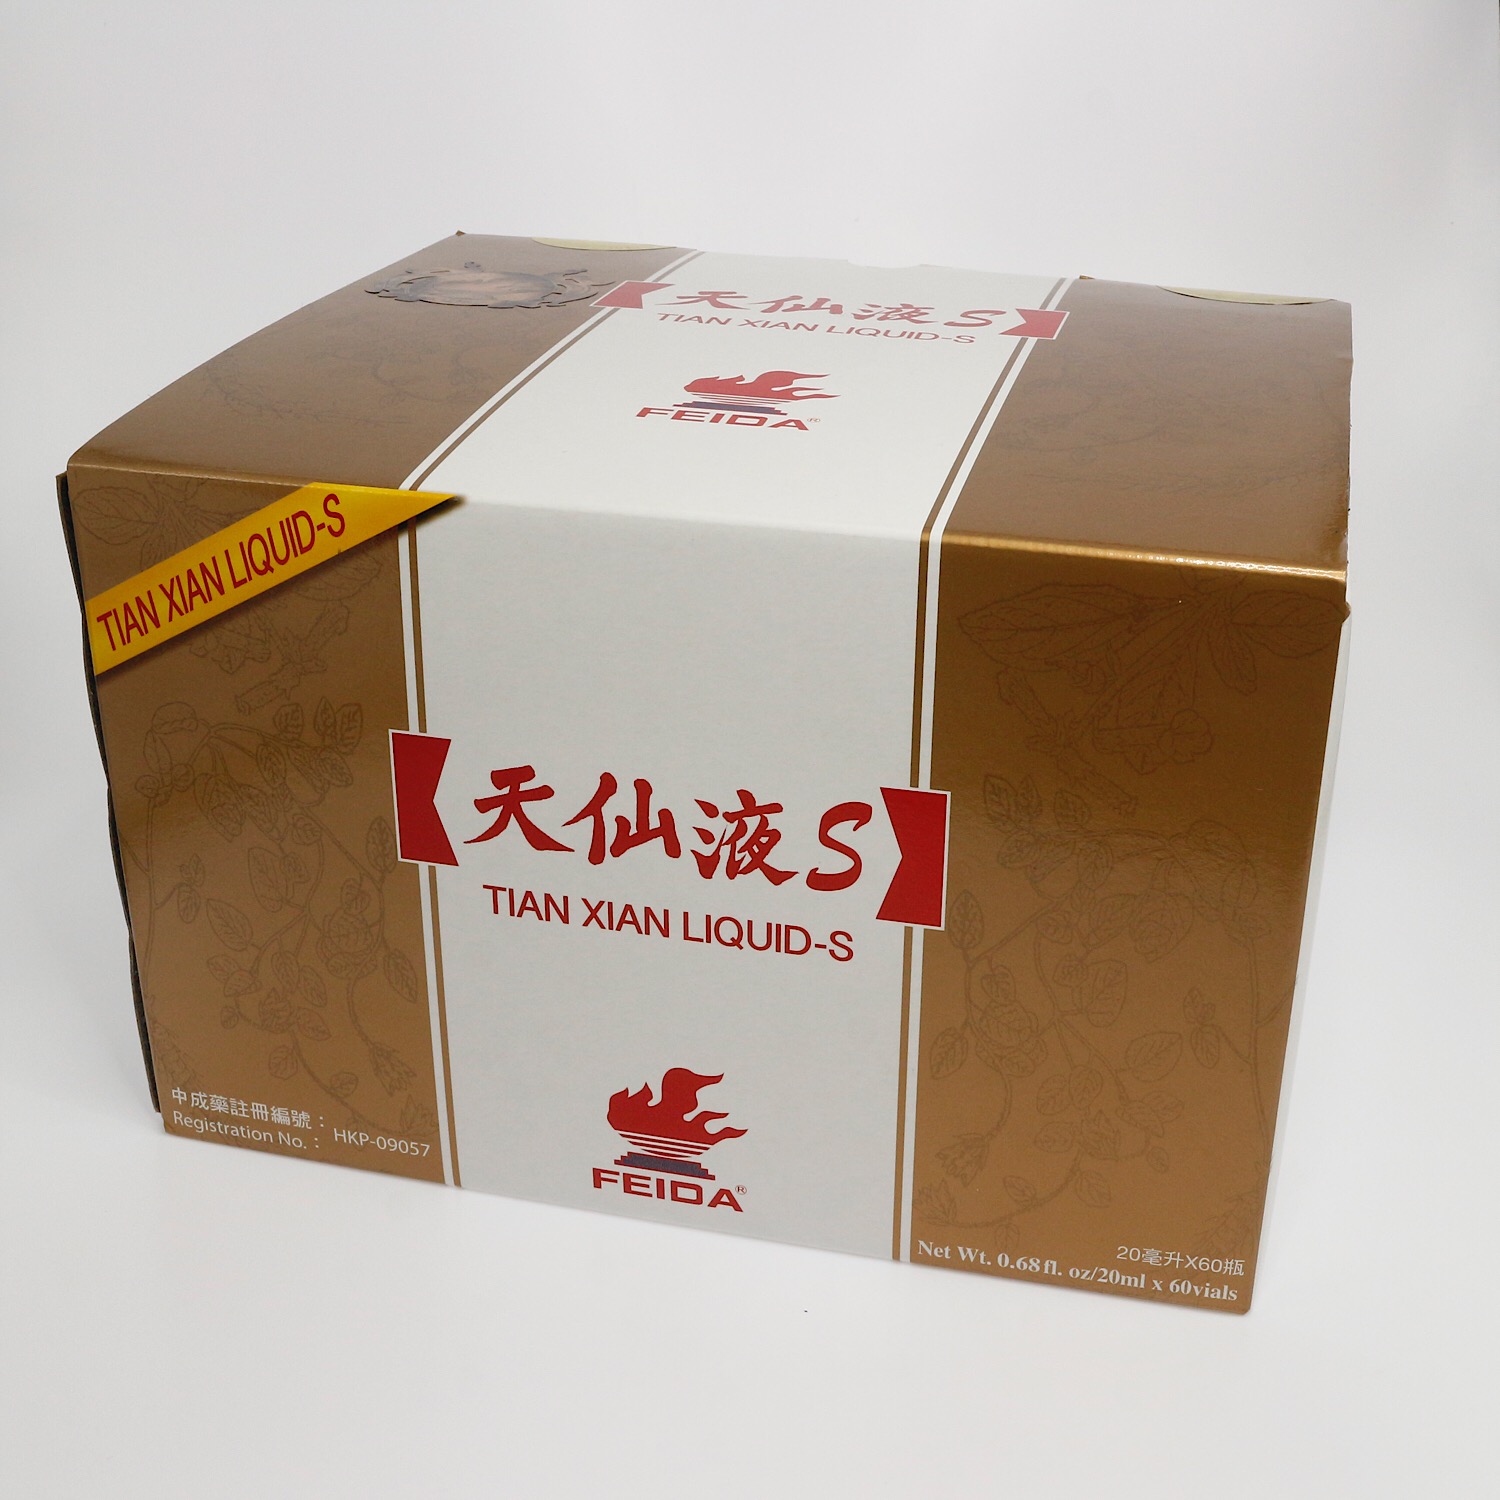 天仙液S
TIAN XIAN LIQUID-S
FEIDA®
TIAN XIAN LIQUID-S
天仙液S
TIAN XIAN LIQUID-S
FEIDA®
中成藥註冊編號：
Registration No.： HKP-09057
20毫升X60瓶
Net Wt. 0.68fl. oz/20ml x 60vials